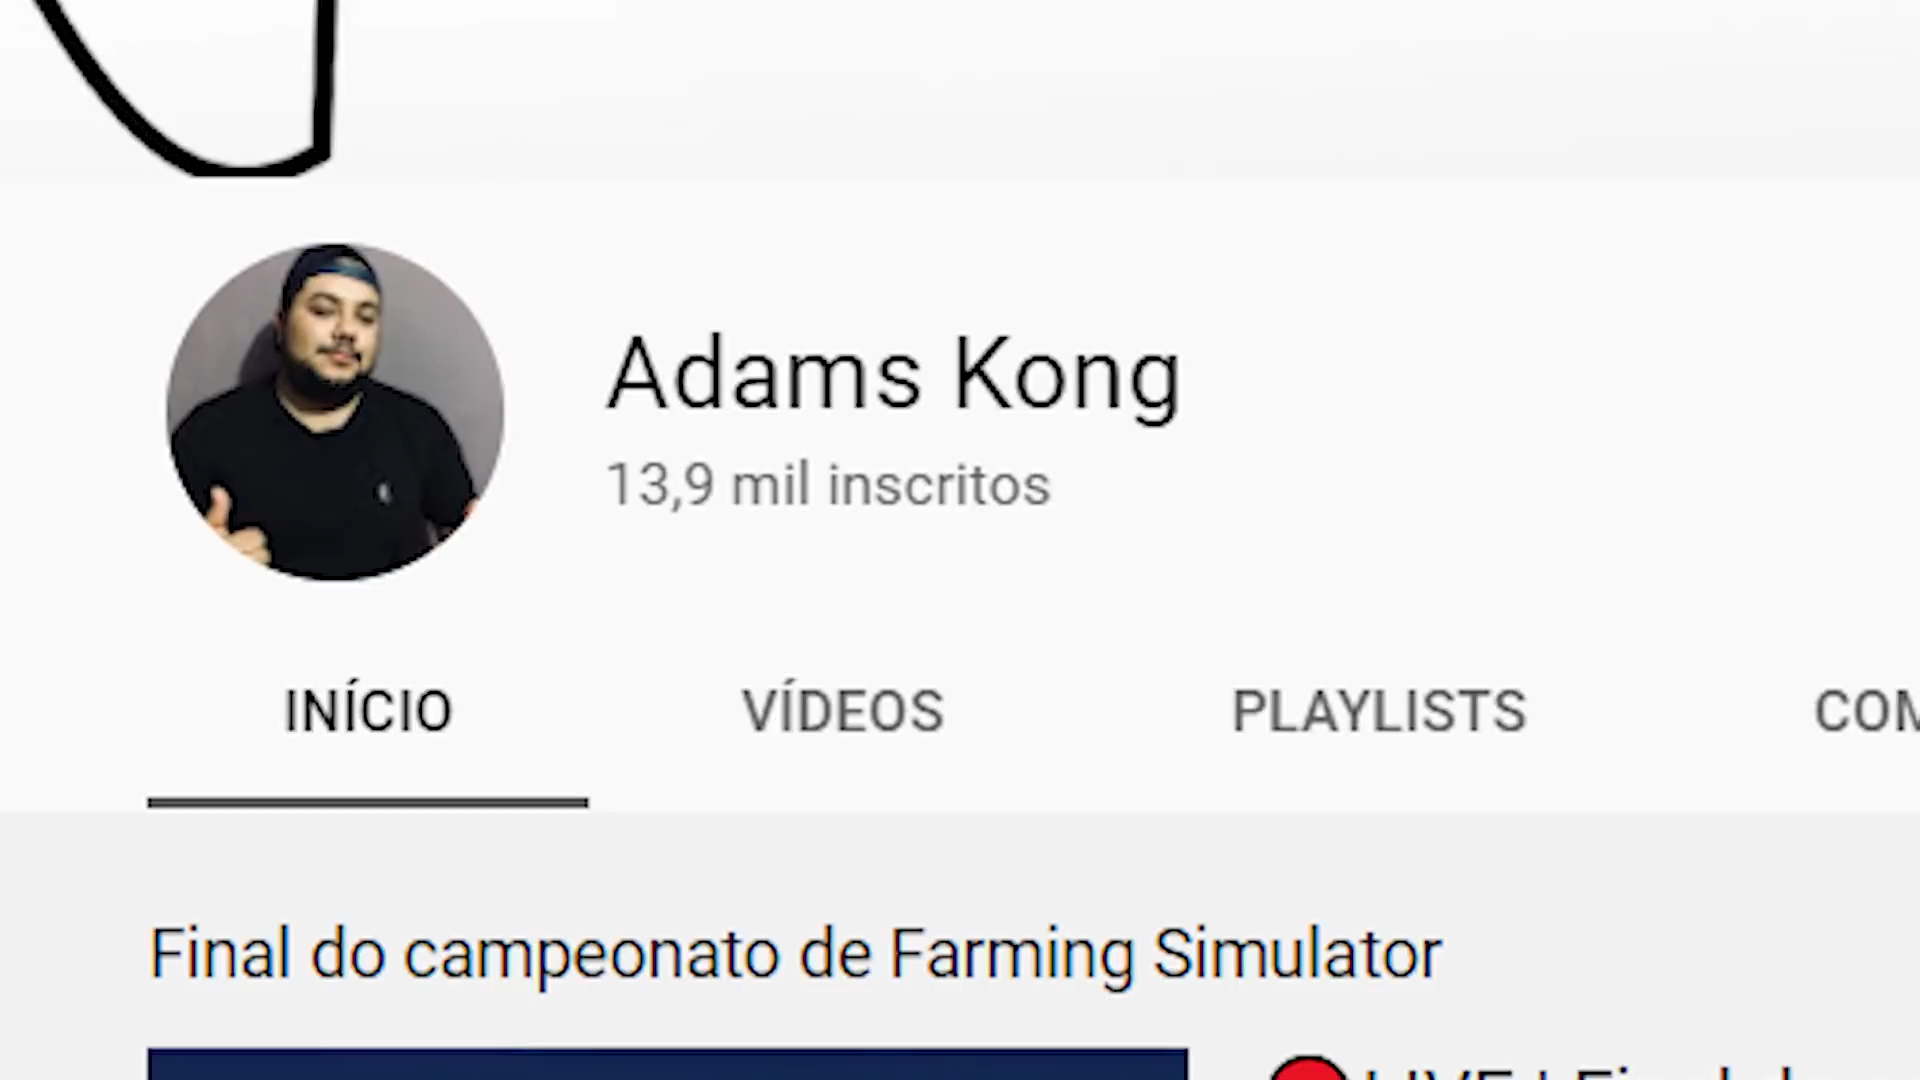 Adams Kong
13,9 mil inscritos
INÍCIO VÍDEOS PLAYLISTS
Final do campeonato de Farming Simulator